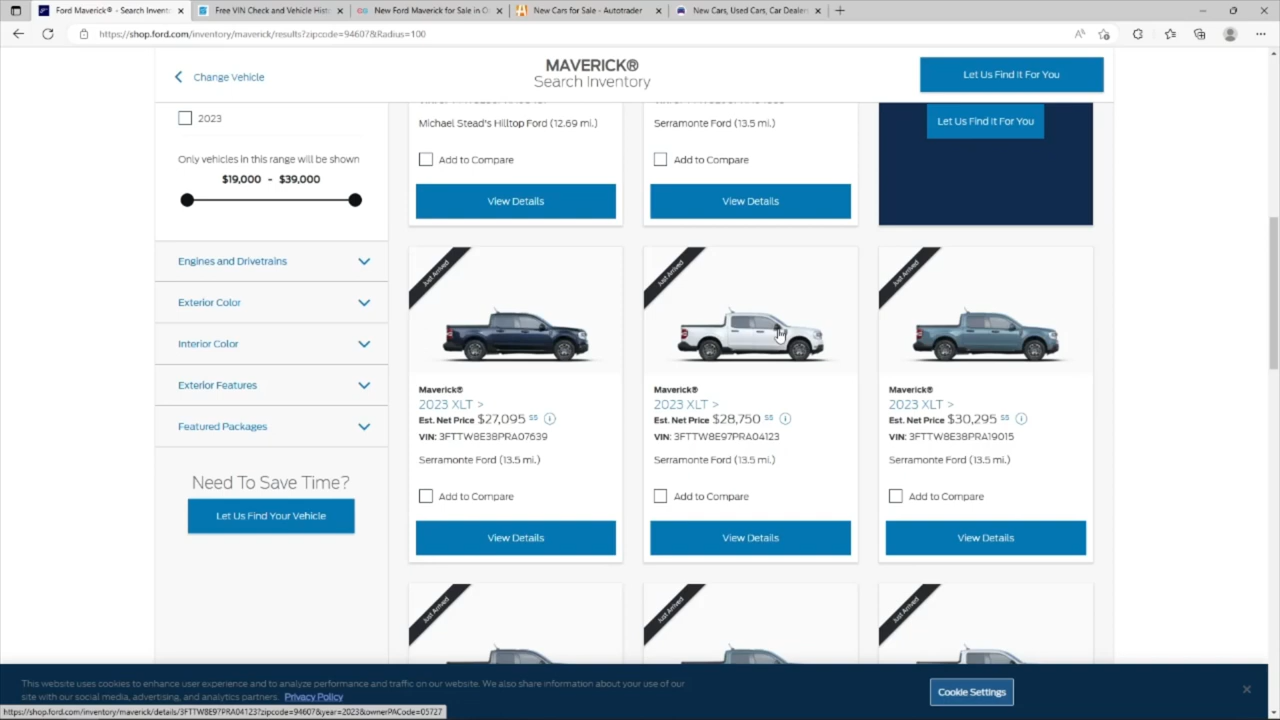 Ford Maverick® - Search Invent
Free VIN Check and Vehicle Hist
New Ford Maverick for Sale in O
New Cars for Sale - Autotrader
New Cars, Used Cars, Car Dealer
https://shop.ford.com/inventory/maverick/results?zipcode=94607&Radius=100
Change Vehicle
MAVERICK®
Search Inventory
Let Us Find It For You
2023
Only vehicles in this range will be shown
$19,000 - $39,000
Engines and Drivetrains
Exterior Color
Interior Color
Exterior Features
Featured Packages
Need To Save Time?
Let Us Find Your Vehicle
Michael Stead's Hilltop Ford (12.69 mi.)
Add to Compare
View Details
Serramonte Ford (13.5 mi.)
Add to Compare
View Details
Let Us Find It For You
Just Arrived
Maverick®
2023 XLT >
Est. Net Price $27,095 55
VIN: 3FTTW8E38PRA07639
Serramonte Ford (13.5 mi.)
Add to Compare
View Details
Just Arrived
Maverick®
2023 XLT >
Est. Net Price $28,750 55
VIN: 3FTTW8E97PRA04123
Serramonte Ford (13.5 mi.)
Add to Compare
View Details
Just Arrived
Maverick®
2023 XLT >
Est. Net Price $30,295 55
VIN: 3FTTW8E38PRA19015
Serramonte Ford (13.5 mi.)
Add to Compare
View Details
Just Arrived
Just Arrived
Just Arrived
This website uses cookies to enhance user experience and to analyze performance and traffic on our website. We also share information about your use of our
site with our social media, advertising, and analytics partners. Privacy Policy
Cookie Settings
https://shop.ford.com/inventory/maverick/details/3FTTW8E97PRA04123?zipcode=94607&year=2023&ownerPACode=05727